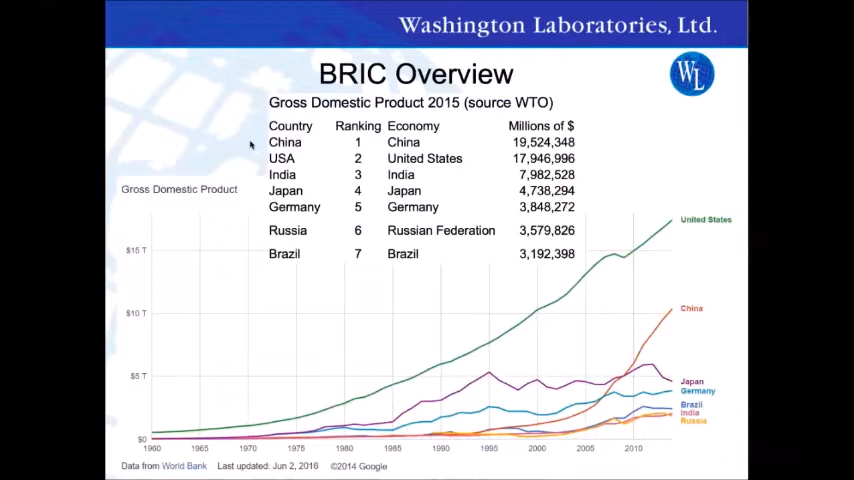 Washington Laboratories, Ltd.
WL
BRIC Overview
Gross Domestic Product 2015 (source WTO)
Country Ranking Economy Millions of $
China 1 China 19,524,348
USA 2 United States 17,946,996
India 3 India 7,982,528
Japan 4 Japan 4,738,294
Germany 5 Germany 3,848,272
Russia 6 Russian Federation 3,579,826
Brazil 7 Brazil 3,192,398
Gross Domestic Product
United States
$15 T
$10 T
China
$5 T
Japan
Germany
Brazil
India
Russia
$0
1960 1965 1970 1975 1980 1985 1990 1995 2000 2005 2010
Data from World Bank Last updated: Jun 2, 2016 ©2014 Google